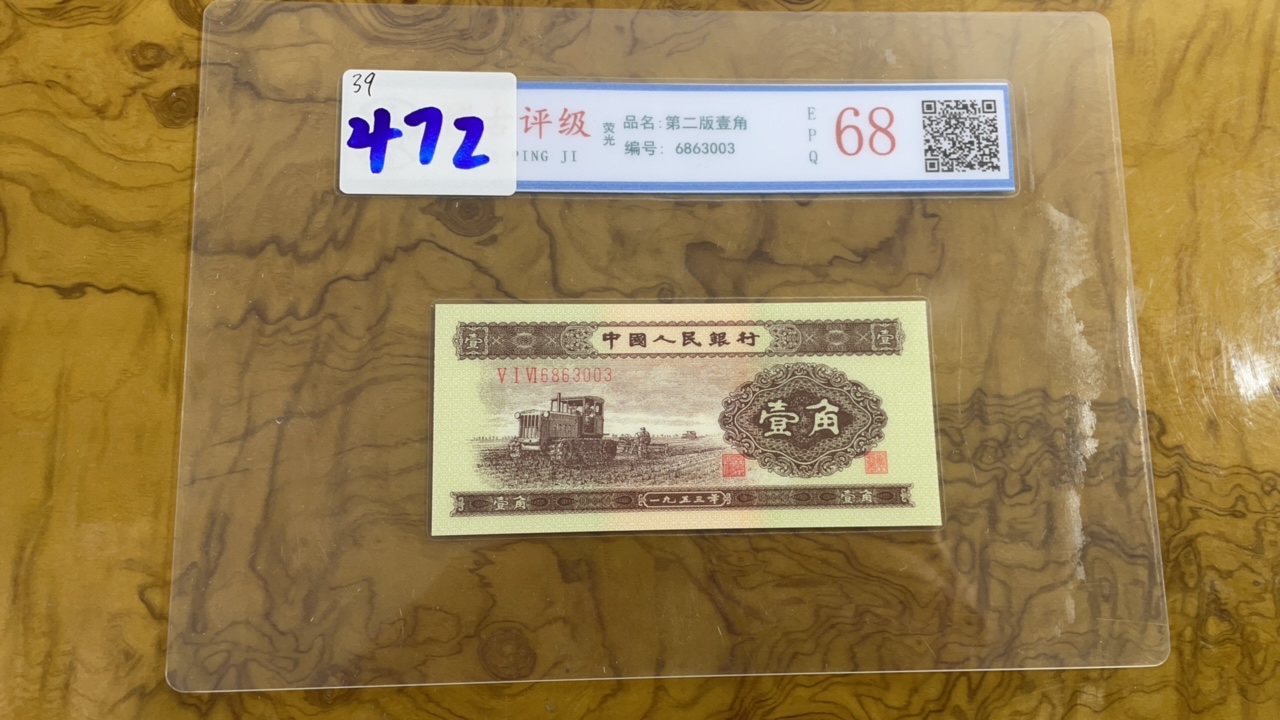 39
472
评级
PING JI
荧光
品名:第二版壹角
编号: 6863003
EPQ
68
中國人民銀行
壹
壹
ⅤⅠⅥ6863003
壹角
壹角
一九五三年
壹角